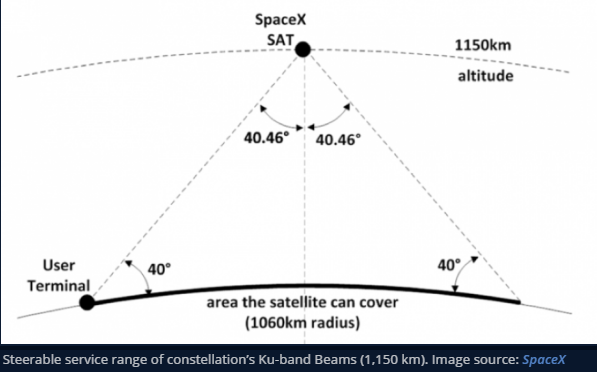 SpaceX
SAT
1150km
altitude
40.46°
40.46°
User
Terminal
40°
40°
area the satellite can cover
(1060km radius)
Steerable service range of constellation's Ku-band Beams (1,150 km). Image source: SpaceX